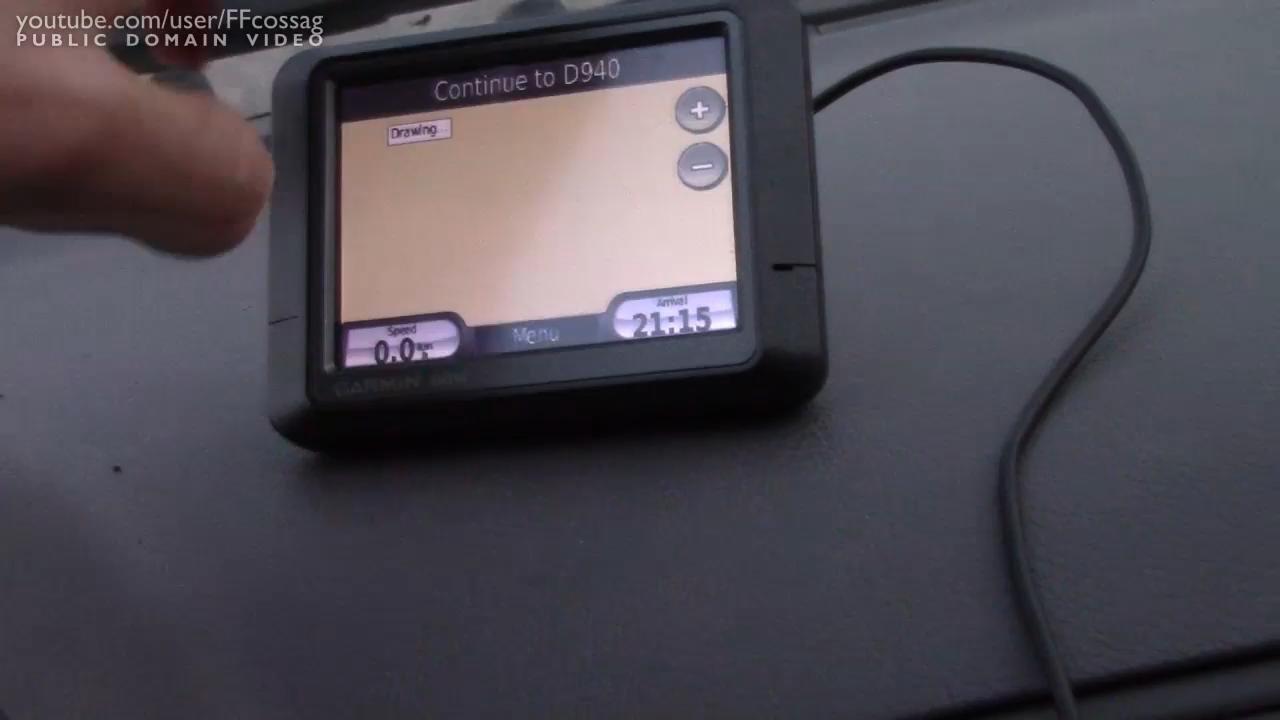 youtube.com/user/FFcossag
PUBLIC DOMAIN VIDEO
Continue to D940
Drawing...
+
−
Speed
0.0
Menu
Arrival
21:15
GARMIN